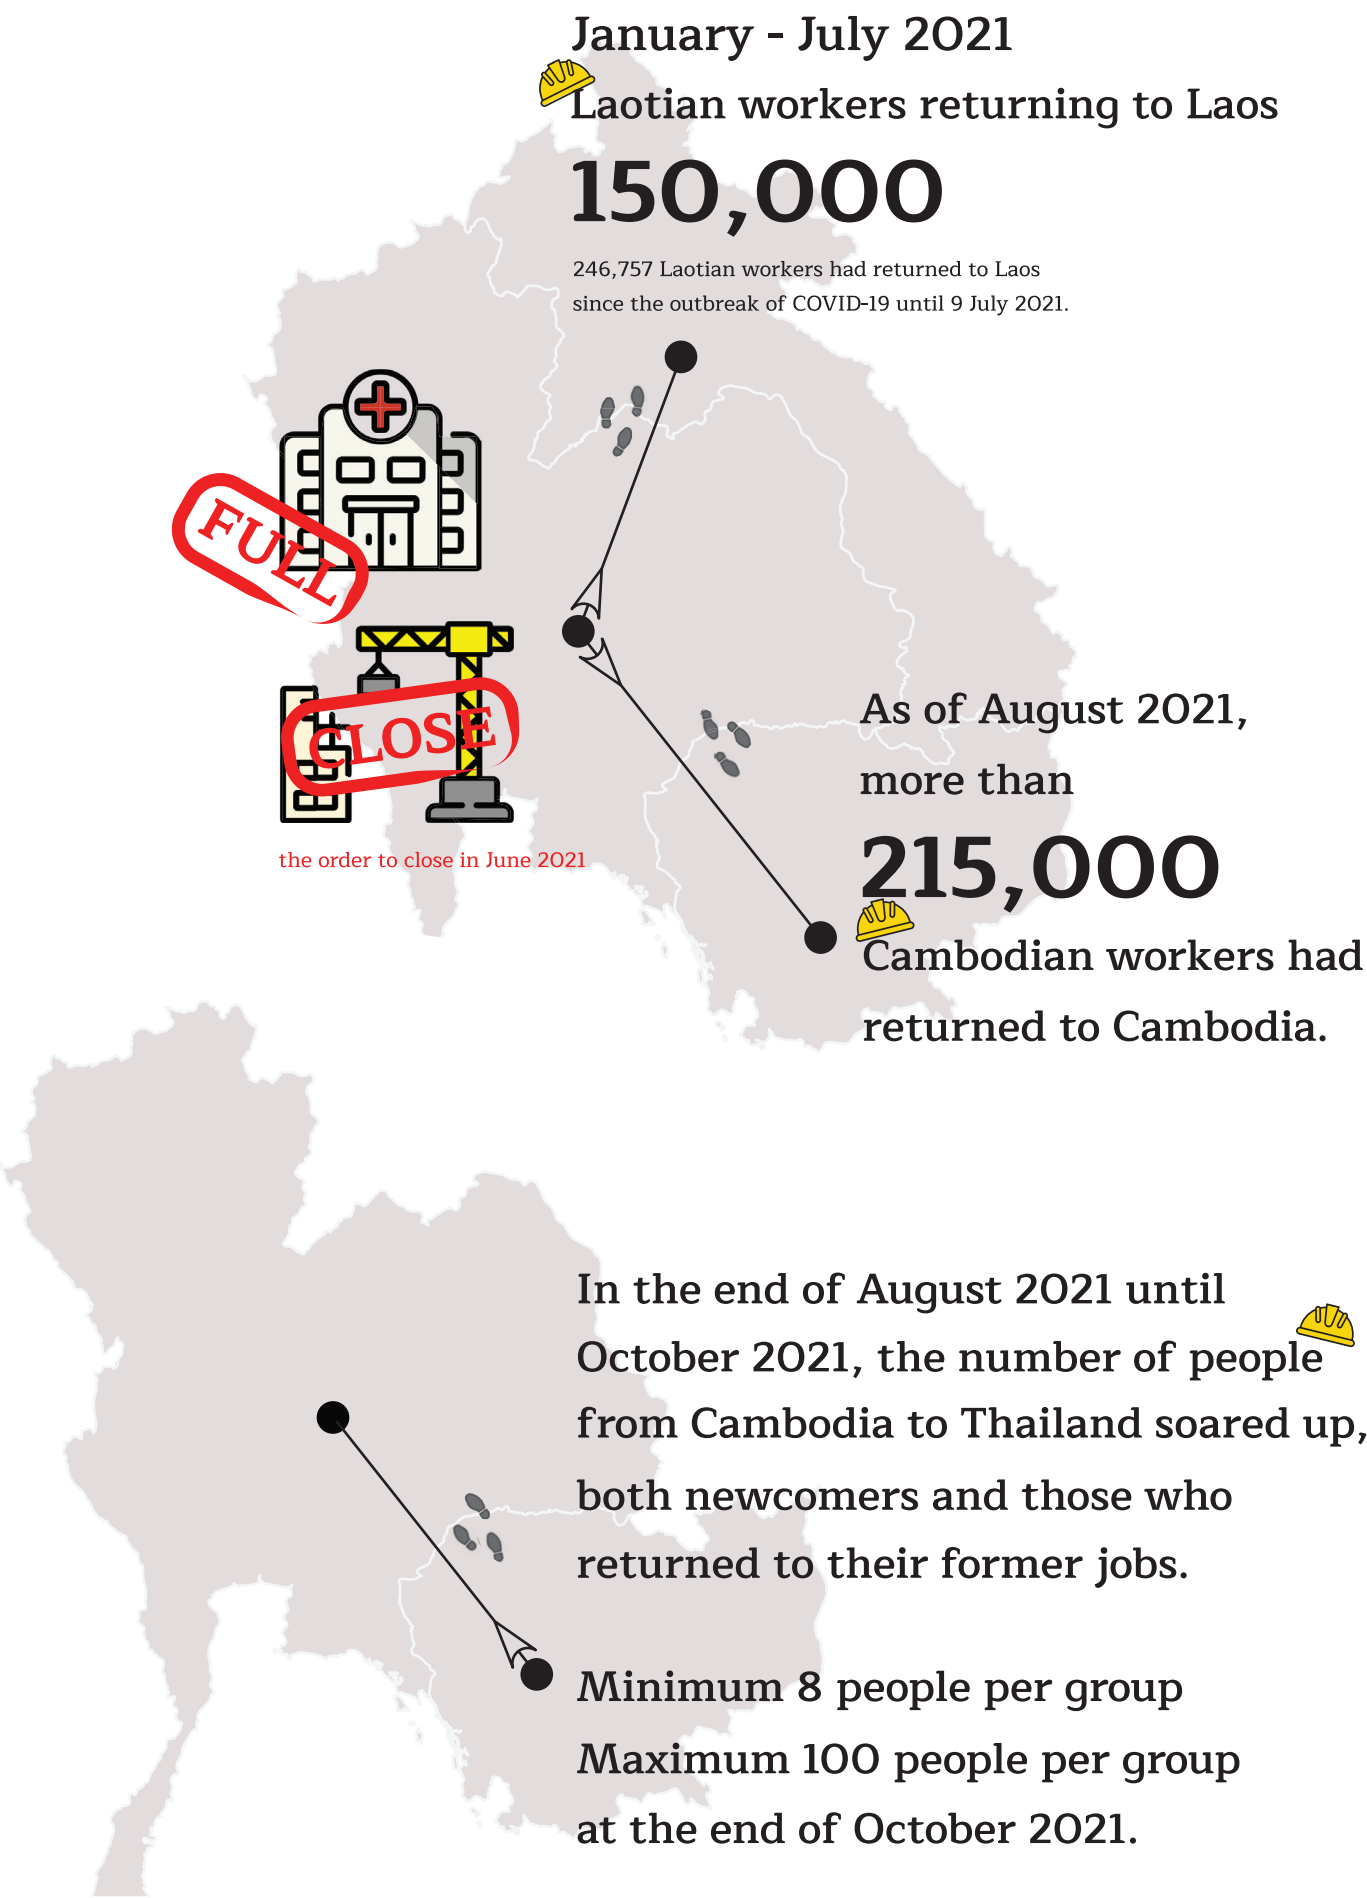 January - July 2021
Laotian workers returning to Laos
150,000
246,757 Laotian workers had returned to Laos
since the outbreak of COVID-19 until 9 July 2021.
FULL
CLOSE
the order to close in June 2021
As of August 2021,
more than
215,000
Cambodian workers had
returned to Cambodia.
In the end of August 2021 until
October 2021, the number of people
from Cambodia to Thailand soared up,
both newcomers and those who
returned to their former jobs.
Minimum 8 people per group
Maximum 100 people per group
at the end of October 2021.